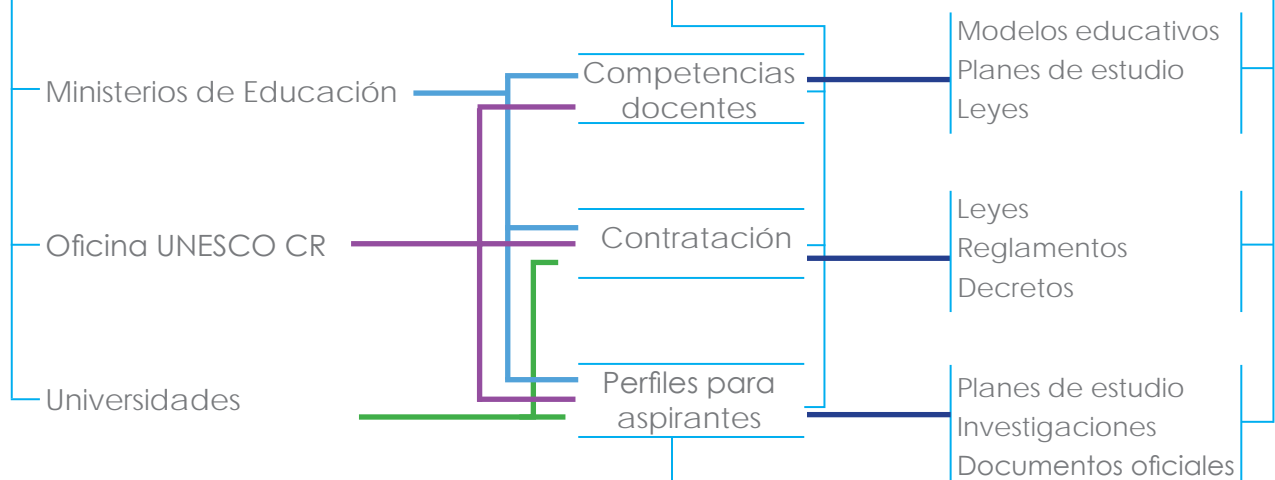 Ministerios de Educación
Oficina UNESCO CR
Universidades
Competencias
docentes
Contratación
Perfiles para
aspirantes
Modelos educativos
Planes de estudio
Leyes
Leyes
Reglamentos
Decretos
Planes de estudio
Investigaciones
Documentos oficiales